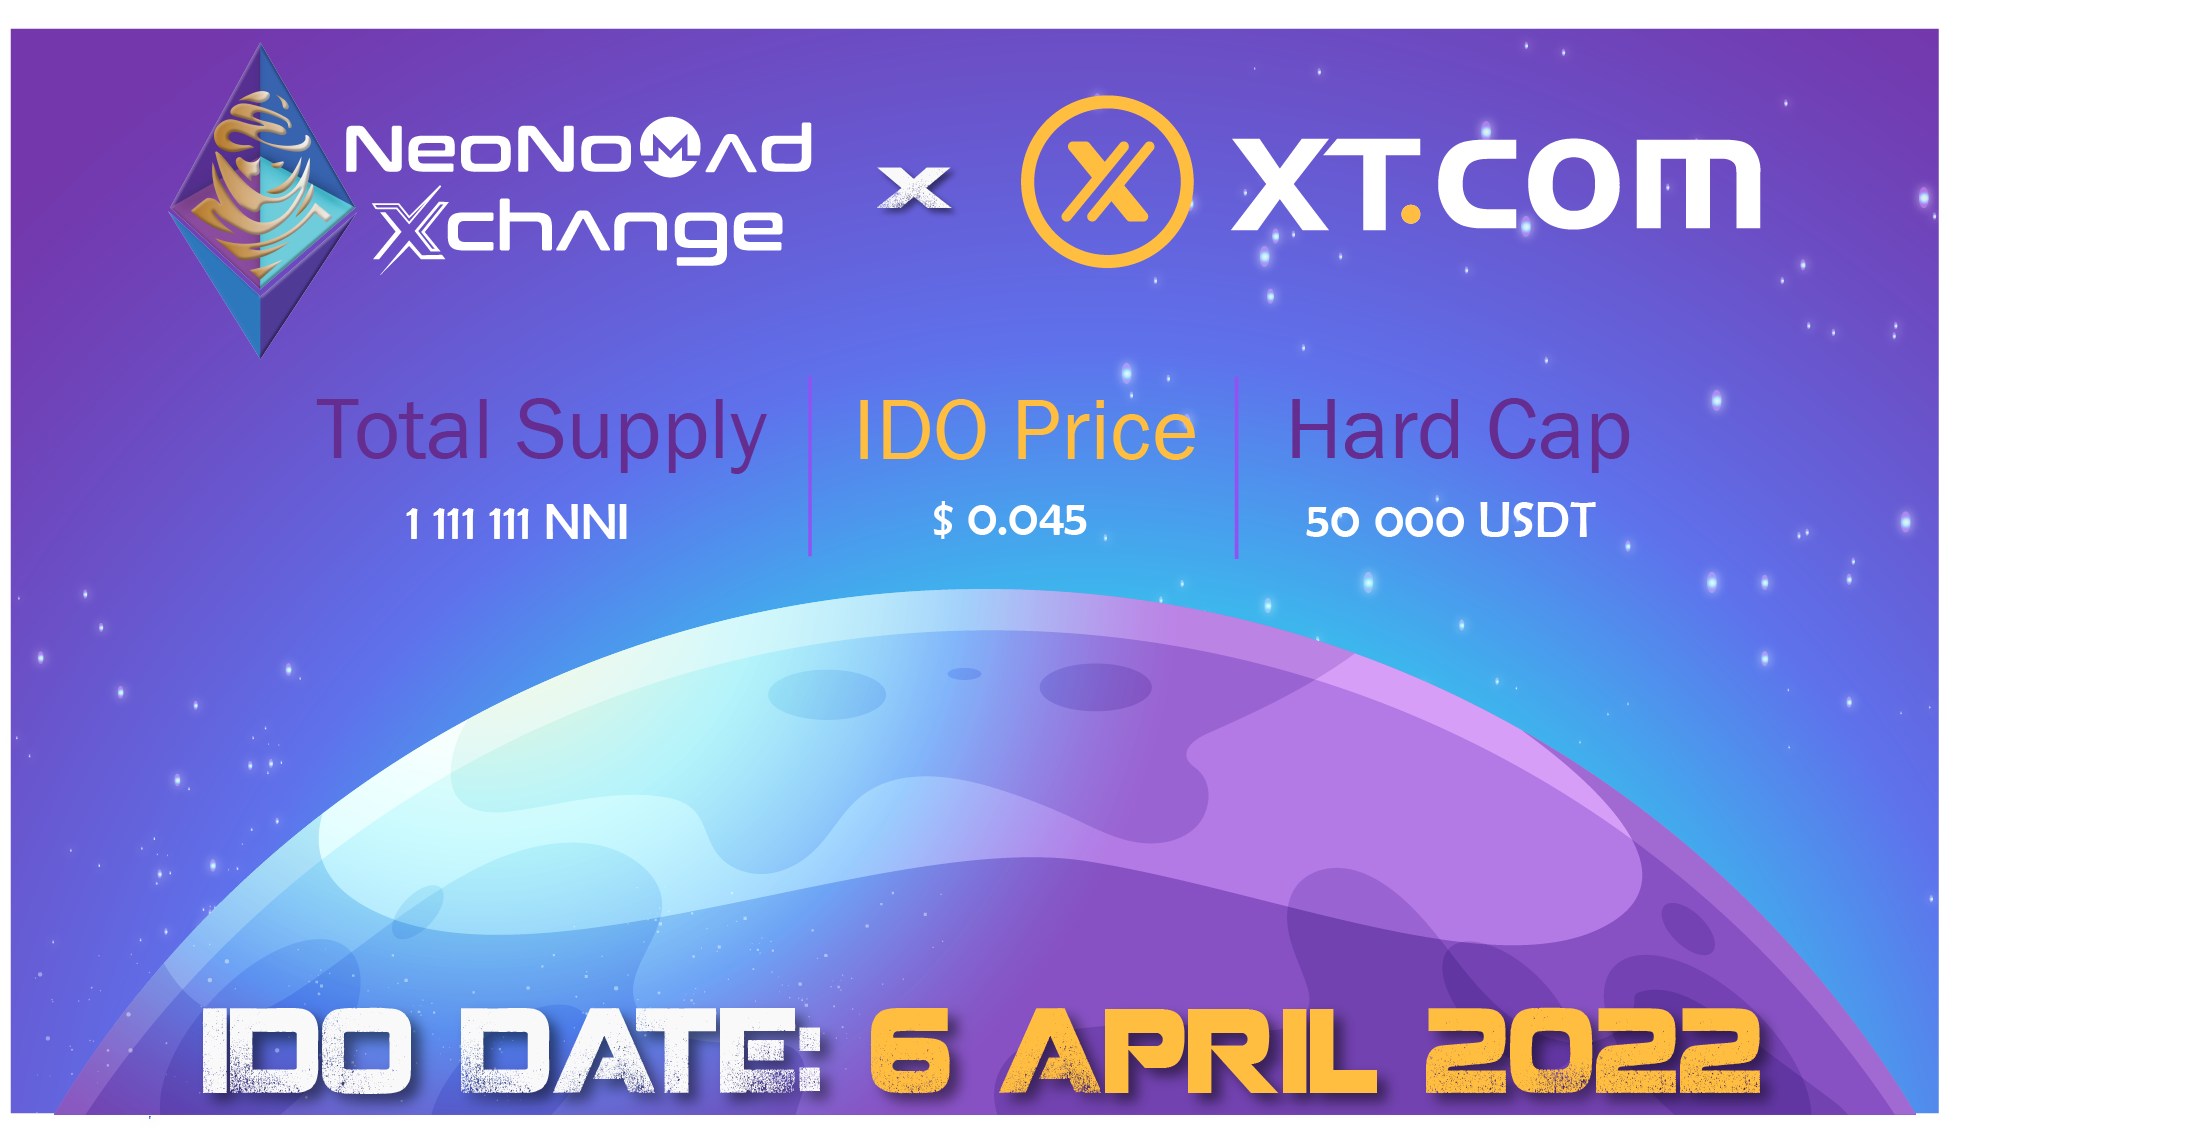 NeoNoMAd
Xchange
x
XT.COM
Total Supply
IDO Price
Hard Cap
1 111 111 NNI
$ 0.045
50 000 USDT
IDO DATE: 6 APRIL 2022